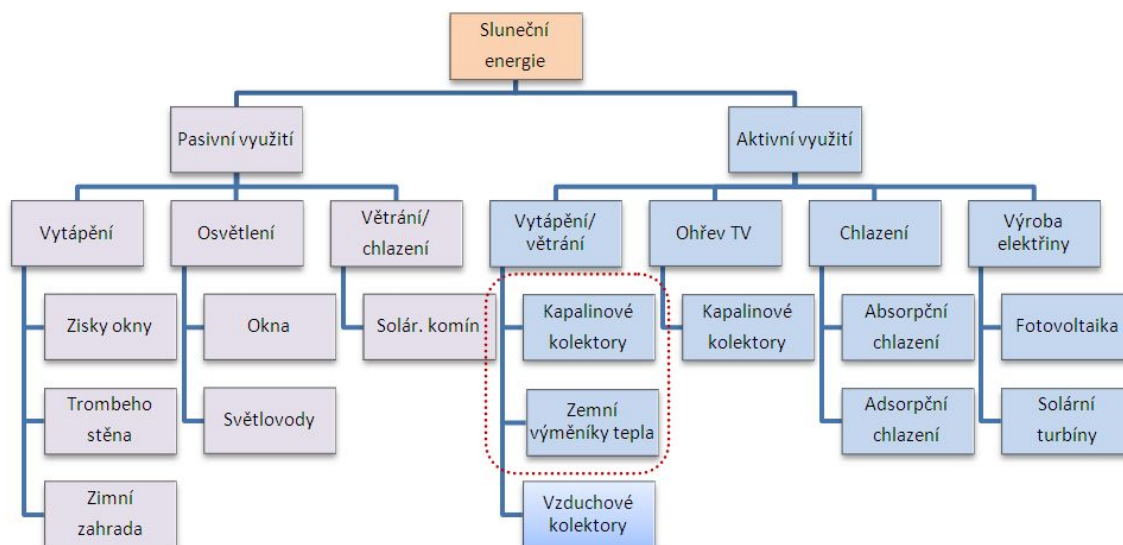 Sluneční
energie
Pasivní využití
Aktivní využití
Vytápění
Osvětlení
Větrání/
chlazení
Vytápění/
větrání
Ohřev TV
Chlazení
Výroba
elektřiny
Zisky okny
Okna
Solár. komín
Kapalinové
kolektory
Kapalinové
kolektory
Absorpční
chlazení
Fotovoltaika
Trombeho
stěna
Světlovody
Zemní
výměníky tepla
Adsorpční
chlazení
Solární
turbíny
Zimní
zahrada
Vzduchové
kolektory